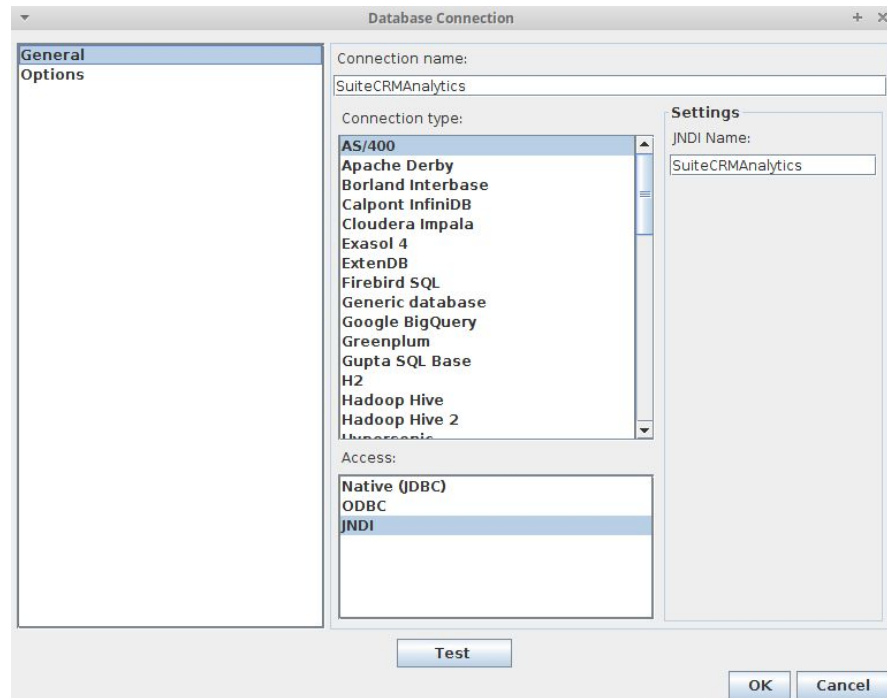 Database Connection
General
Options
Connection name:
SuiteCRMAnalytics
Connection type:
AS/400
Apache Derby
Borland Interbase
Calpont InfiniDB
Cloudera Impala
Exasol 4
ExtenDB
Firebird SQL
Generic database
Google BigQuery
Greenplum
Gupta SQL Base
H2
Hadoop Hive
Hadoop Hive 2
Settings
JNDI Name:
SuiteCRMAnalytics
Access:
Native (JDBC)
ODBC
JNDI
Test
OK
Cancel